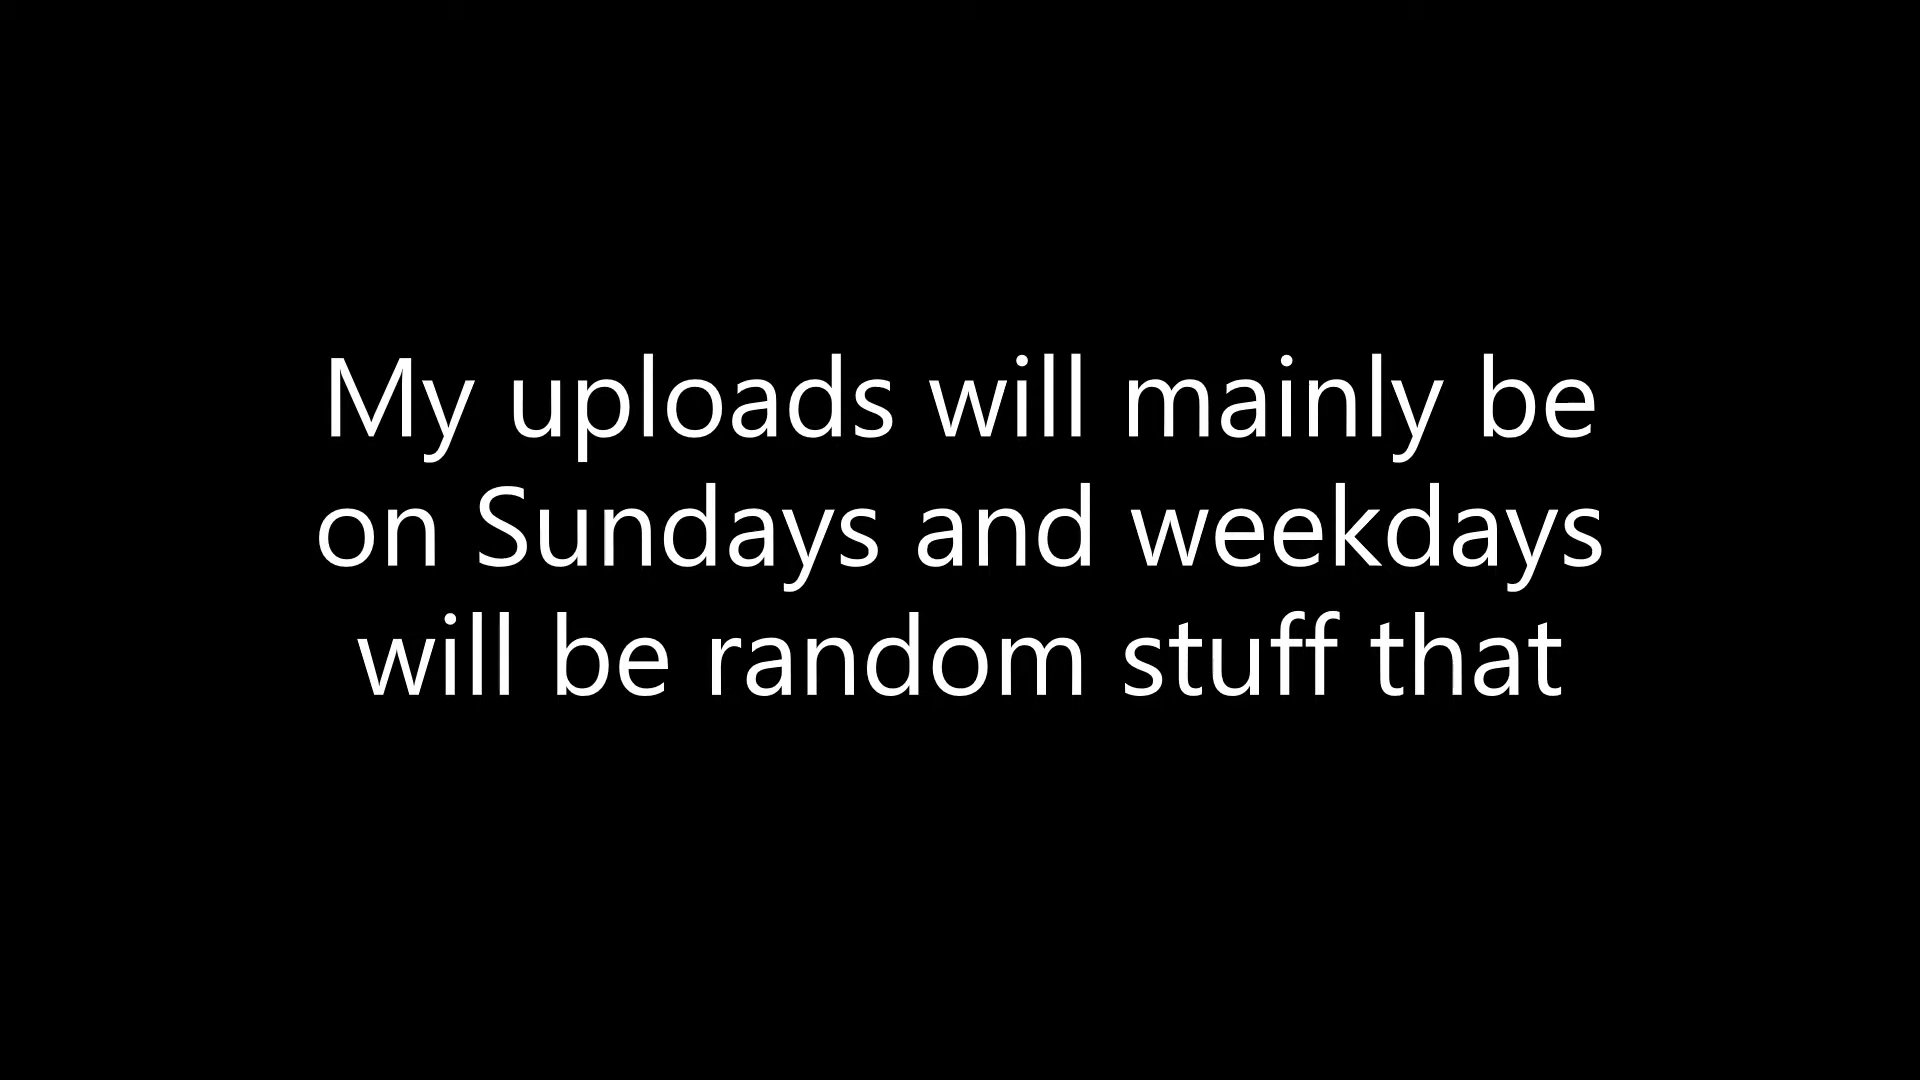 My uploads will mainly be
on Sundays and weekdays
will be random stuff that